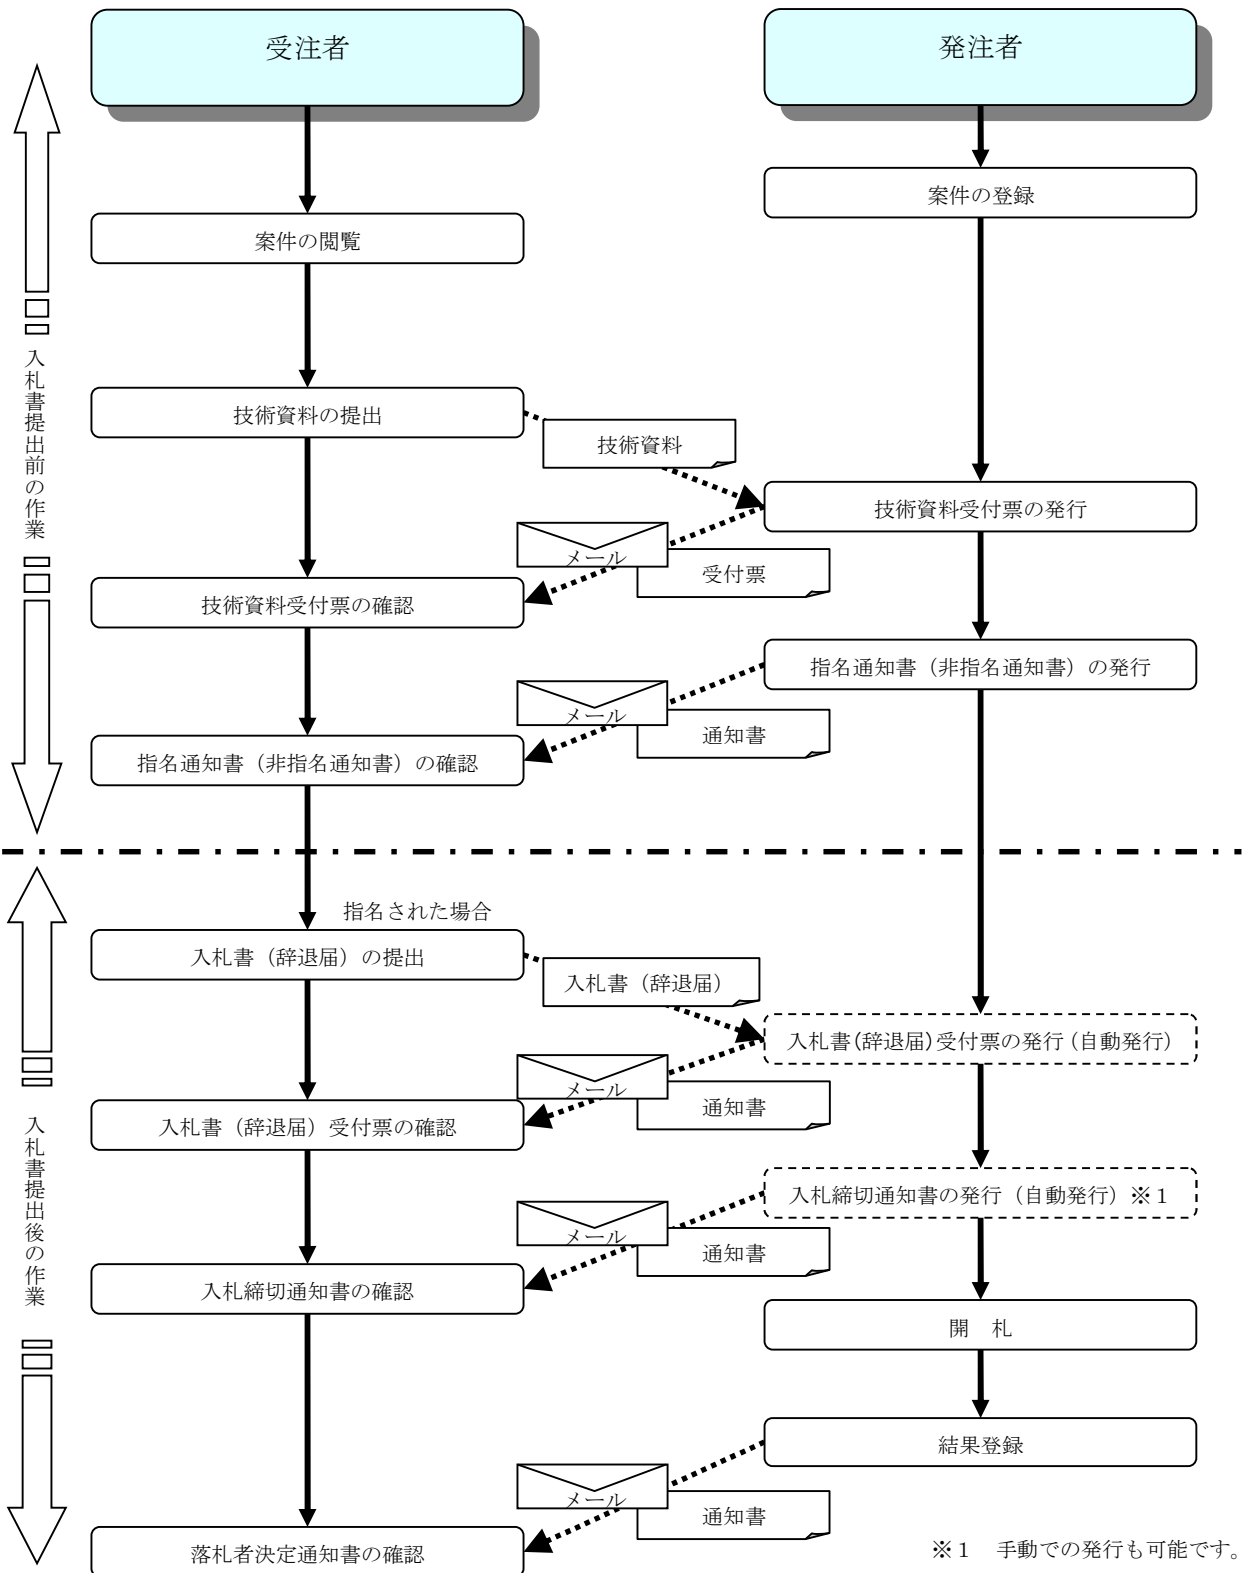 受注者
発注者
案件の登録
案件の閲覧
入札書提出前の作業
技術資料の提出
技術資料
技術資料受付票の発行
メール
受付票
技術資料受付票の確認
指名通知書（非指名通知書）の発行
メール
通知書
指名通知書（非指名通知書）の確認
指名された場合
入札書（辞退届）の提出
入札書（辞退届）
入札書(辞退届)受付票の発行(自動発行)
メール
通知書
入札書（辞退届）受付票の確認
入札書提出後の作業
入札締切通知書の発行（自動発行）※１
メール
通知書
入札締切通知書の確認
開　札
結果登録
メール
通知書
落札者決定通知書の確認
※１　手動での発行も可能です。